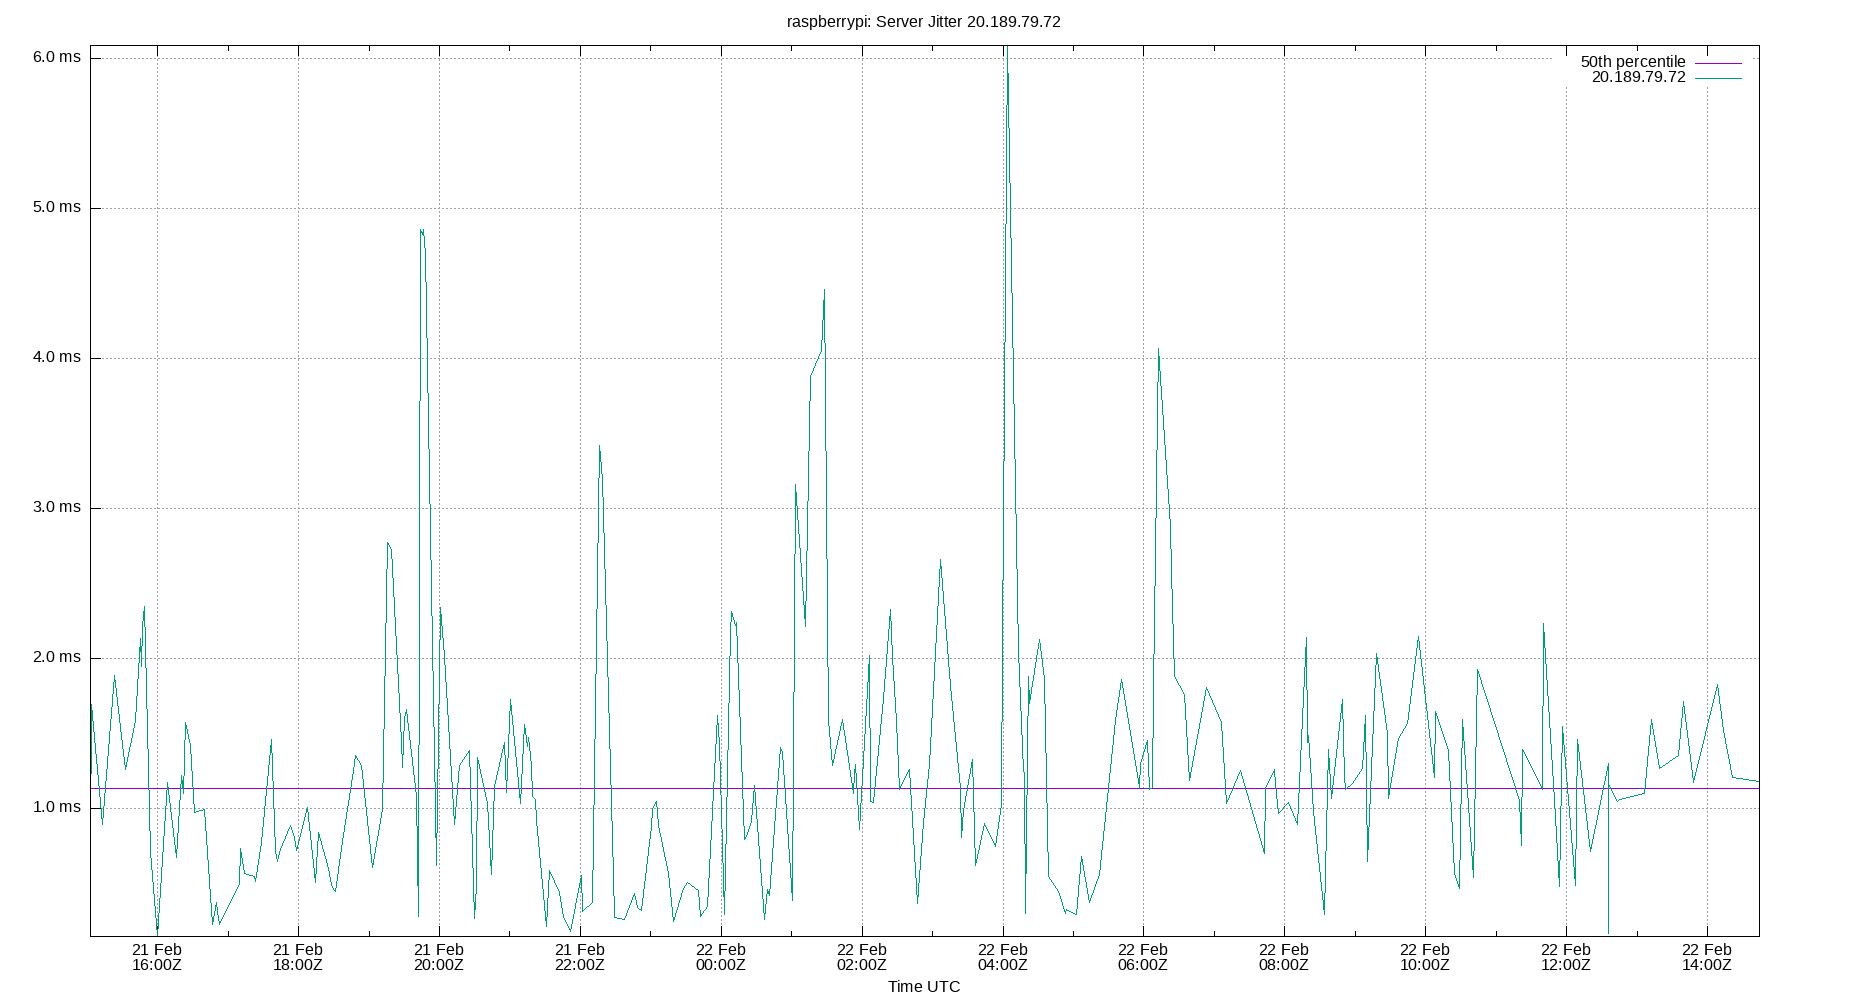 raspberrypi: Server Jitter 20.189.79.72
6.0 ms
5.0 ms
4.0 ms
3.0 ms
2.0 ms
1.0 ms
50th percentile
20.189.79.72
21 Feb
16:00Z
21 Feb
18:00Z
21 Feb
20:00Z
21 Feb
22:00Z
22 Feb
00:00Z
22 Feb
02:00Z
22 Feb
04:00Z
22 Feb
06:00Z
22 Feb
08:00Z
22 Feb
10:00Z
22 Feb
12:00Z
22 Feb
14:00Z
Time UTC